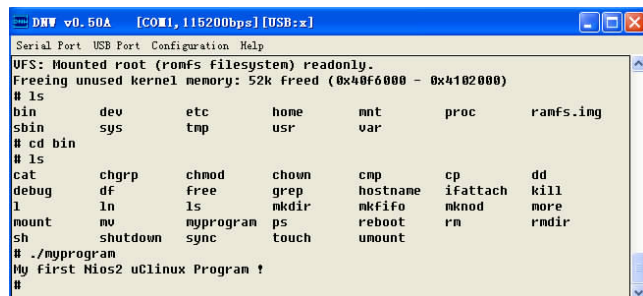 DNW v0.50A [COM1,115200bps][USB:x]
Serial Port USB Port Configuration Help
VFS: Mounted root (romfs filesystem) readonly.
Freeing unused kernel memory: 52k freed (0x40f6000 - 0x4102000)
# ls
bin dev etc home mnt proc ramfs.img
sbin sys tmp usr var
# cd bin
# ls
cat chgrp chmod chown cmp cp dd
debug df free grep hostname ifattach kill
l ln ls mkdir mkfifo mknod more
mount mv myprogram ps reboot rm rmdir
sh shutdown sync touch umount
# ./myprogram
My first Nios2 uClinux Program !
#